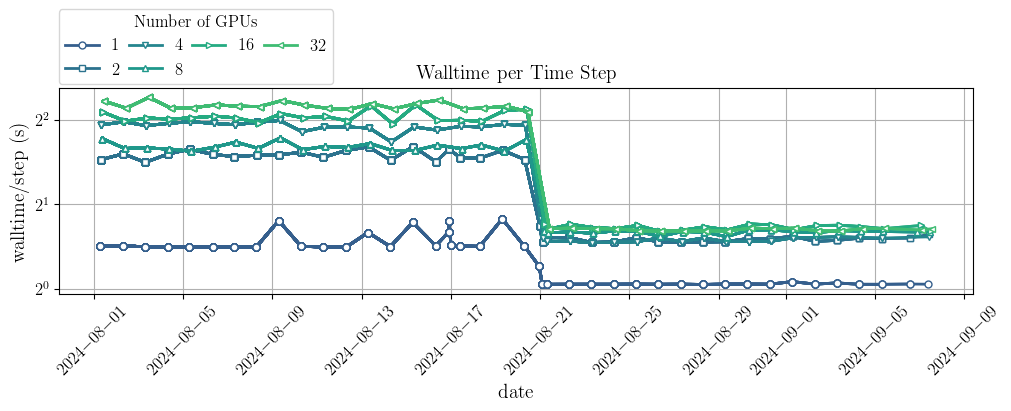 Number of GPUs
1 4 16 32
2 8
Walltime per Time Step
walltime/step (s)
2^2
2^1
2^0
2024−08−01 2024−08−05 2024−08−09 2024−08−13 2024−08−17 2024−08−21 2024−08−25 2024−08−29 2024−09−01 2024−09−05 2024−09−09
date